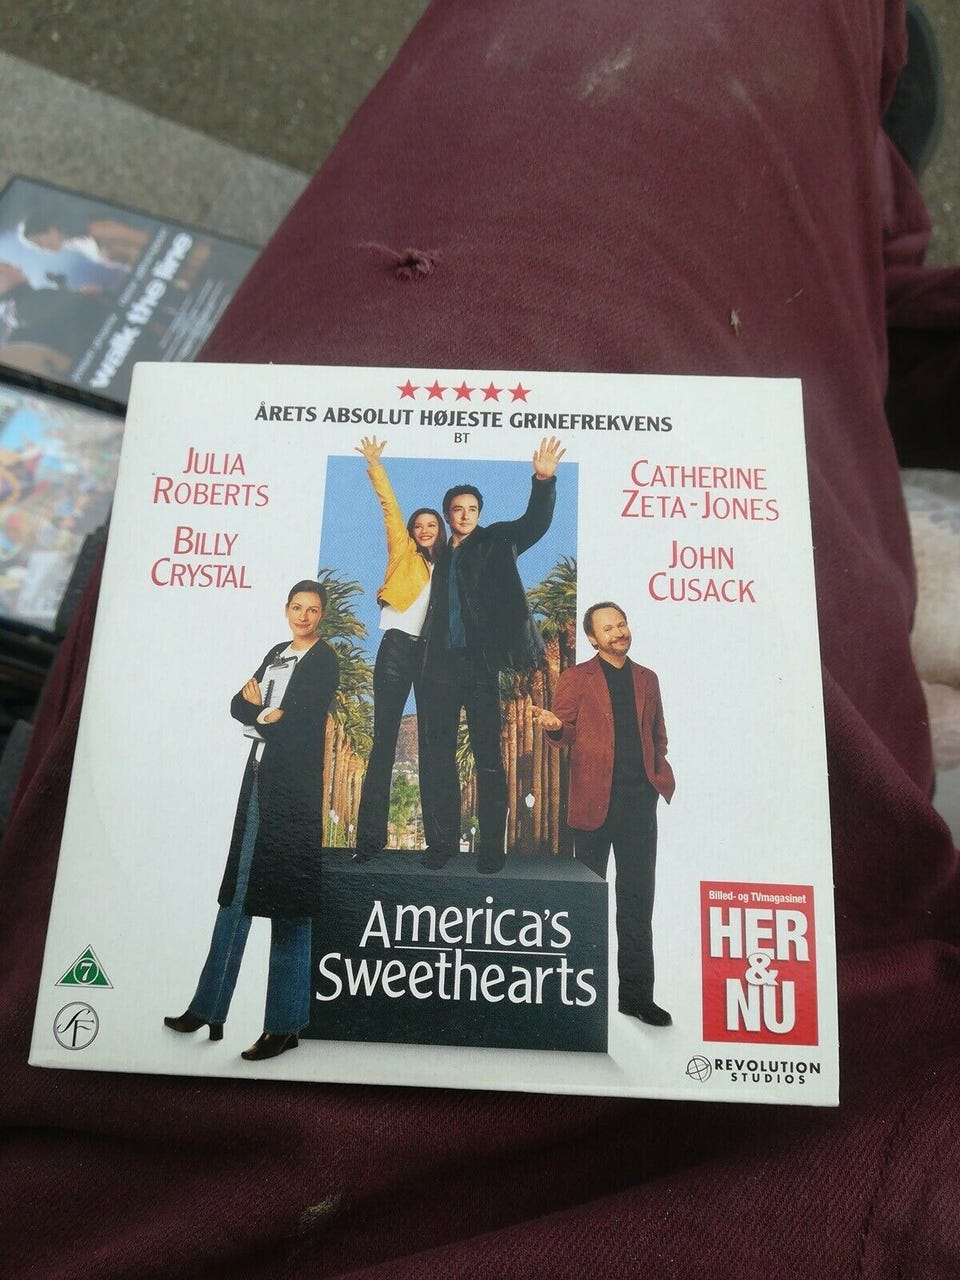 ★★★★★
ÅRETS ABSOLUT HØJESTE GRINEFREKVENS
BT
JULIA
ROBERTS
BILLY
CRYSTAL
CATHERINE
ZETA-JONES
JOHN
CUSACK
America's
Sweethearts
7
SF
Billed- og TVmagasinet
HER
&
NU
REVOLUTION
STUDIOS
walk the line